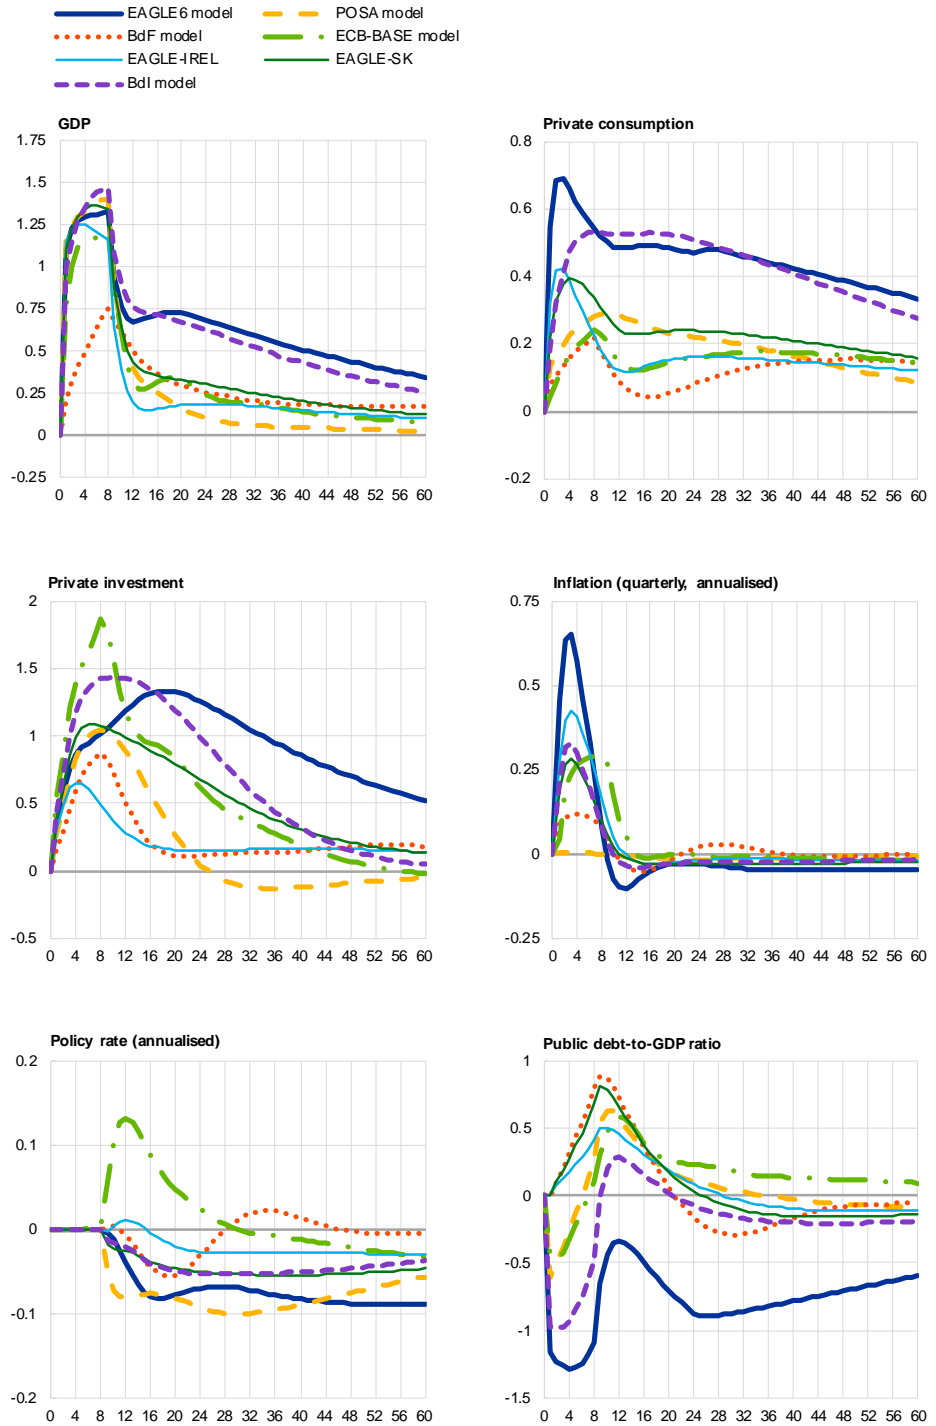 EAGLE6 model
POSA model
BdF model
ECB-BASE model
EAGLE-IREL
EAGLE-SK
BdI model
GDP
1.75
1.5
1.25
1
0.75
0.5
0.25
0
-0.25
0 4 8 12 16 20 24 28 32 36 40 44 48 52 56 60
Private consumption
0.8
0.6
0.4
0.2
0
-0.2
0 4 8 12 16 20 24 28 32 36 40 44 48 52 56 60
Private investment
2
1.5
1
0.5
0
-0.5
0 4 8 12 16 20 24 28 32 36 40 44 48 52 56 60
Inflation (quarterly, annualised)
0.75
0.5
0.25
0
-0.25
0 4 8 12 16 20 24 28 32 36 40 44 48 52 56 60
Policy rate (annualised)
0.2
0.1
0
-0.1
-0.2
0 4 8 12 16 20 24 28 32 36 40 44 48 52 56 60
Public debt-to-GDP ratio
1
0.5
0
-0.5
-1
-1.5
0 4 8 12 16 20 24 28 32 36 40 44 48 52 56 60